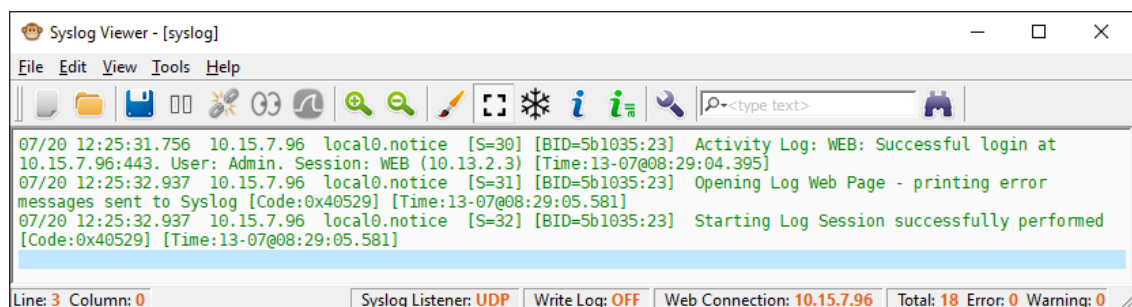 Syslog Viewer - [syslog]
File Edit View Tools Help
<type text>
07/20 12:25:31.756 10.15.7.96 local0.notice [S=30] [BID=5b1035:23] Activity Log: WEB: Successful login at
10.15.7.96:443. User: Admin. Session: WEB (10.13.2.3) [Time:13-07@08:29:04.395]
07/20 12:25:32.937 10.15.7.96 local0.notice [S=31] [BID=5b1035:23] Opening Log Web Page - printing error
messages sent to Syslog [Code:0x40529] [Time:13-07@08:29:05.581]
07/20 12:25:32.937 10.15.7.96 local0.notice [S=32] [BID=5b1035:23] Starting Log Session successfully performed
[Code:0x40529] [Time:13-07@08:29:05.581]
Line: 3 Column: 0 Syslog Listener: UDP Write Log: OFF Web Connection: 10.15.7.96 Total: 18 Error: 0 Warning: 0